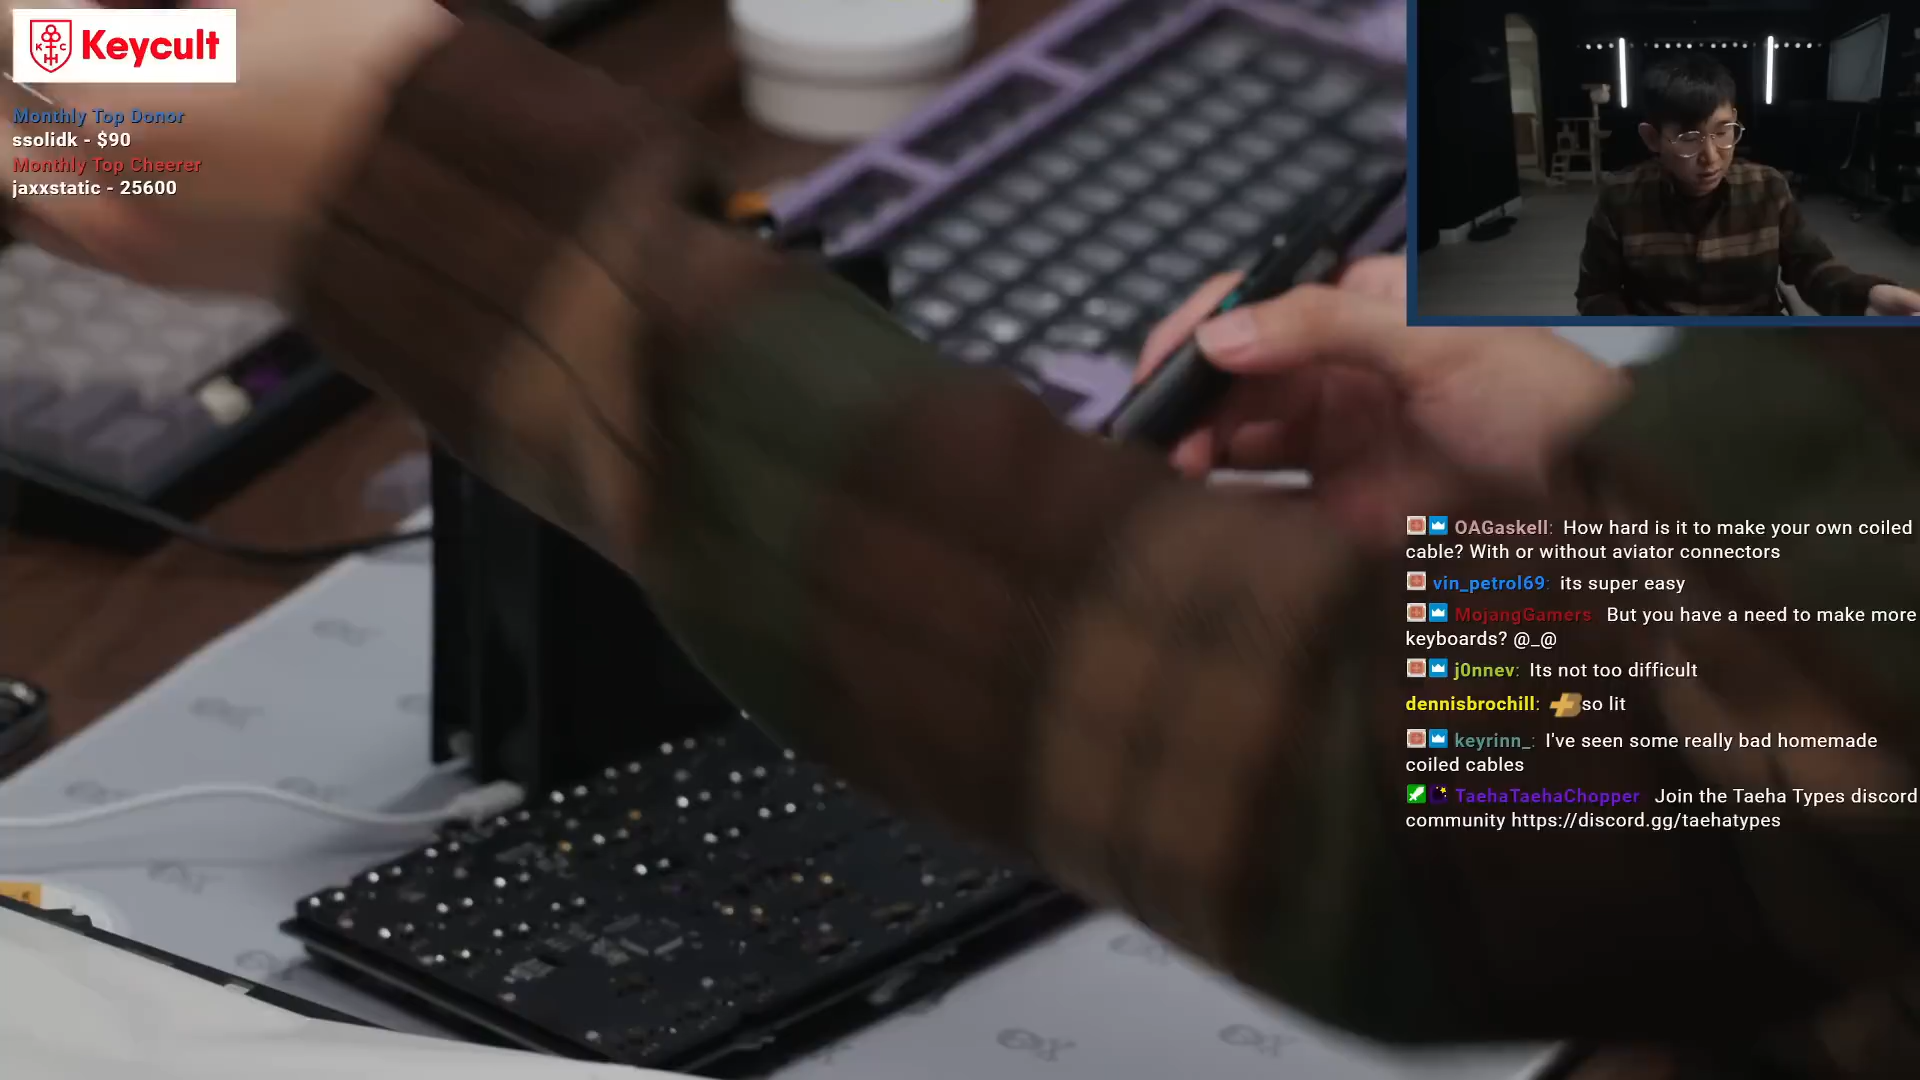 Keycult
KTC
Monthly Top Donor
ssolidk - $90
Monthly Top Cheerer
jaxxstatic - 25600
OAGaskell: How hard is it to make your own coiled
cable? With or without aviator connectors
vin_petrol69: its super easy
MojangGamers But you have a need to make more
keyboards? @_@
j0nnev: Its not too difficult
dennisbrochill: so lit
keyrinn_: I've seen some really bad homemade
coiled cables
TaehaTaehaChopper Join the Taeha Types discord
community https://discord.gg/taehatypes